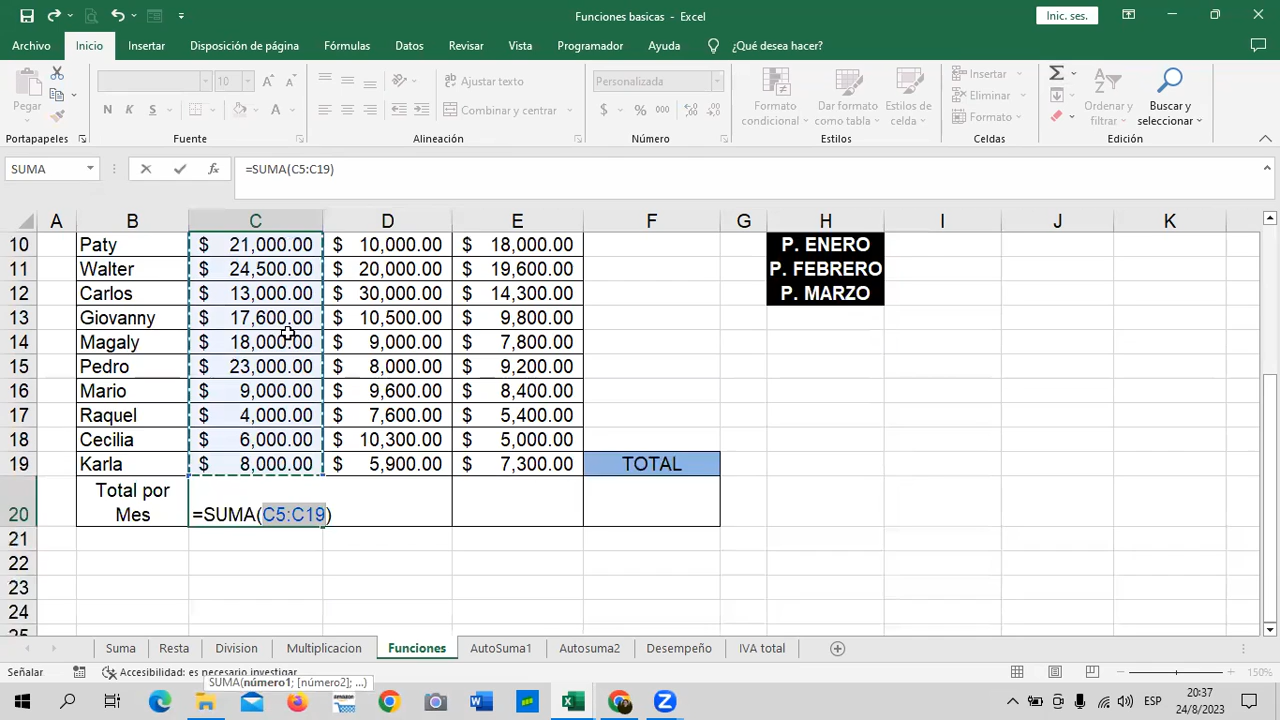 Funciones basicas - Excel
Inic. ses.
Archivo Inicio Insertar Disposición de página Fórmulas Datos Revisar Vista Programador Ayuda ¿Qué desea hacer?
Pegar
10
Ajustar texto
Personalizada
Insertar
N K S
Combinar y centrar
$ % 000
Formato condicional
Dar formato como tabla
Estilos de celda
Eliminar
Formato
Ordenar y filtrar
Buscar y seleccionar
Portapapeles Fuente Alineación Número Estilos Celdas Edición
SUMA fx =SUMA(C5:C19)
A B C D E F G H I J K
10 Paty $ 21,000.00 $ 10,000.00 $ 18,000.00 P. ENERO
11 Walter $ 24,500.00 $ 20,000.00 $ 19,600.00 P. FEBRERO
12 Carlos $ 13,000.00 $ 30,000.00 $ 14,300.00 P. MARZO
13 Giovanny $ 17,600.00 $ 10,500.00 $ 9,800.00
14 Magaly $ 18,000.00 $ 9,000.00 $ 7,800.00
15 Pedro $ 23,000.00 $ 8,000.00 $ 9,200.00
16 Mario $ 9,000.00 $ 9,600.00 $ 8,400.00
17 Raquel $ 4,000.00 $ 7,600.00 $ 5,400.00
18 Cecilia $ 6,000.00 $ 10,300.00 $ 5,000.00
19 Karla $ 8,000.00 $ 5,900.00 $ 7,300.00 TOTAL
Total por
20 Mes =SUMA(C5:C19)
21
22
23
24
25
Suma Resta Division Multiplicacion Funciones AutoSuma1 Autosuma2 Desempeño IVA total
Señalar Accesibilidad: es necesario investigar 150%
SUMA(número1; [número2]; ...)
ESP
20:37
24/8/2023